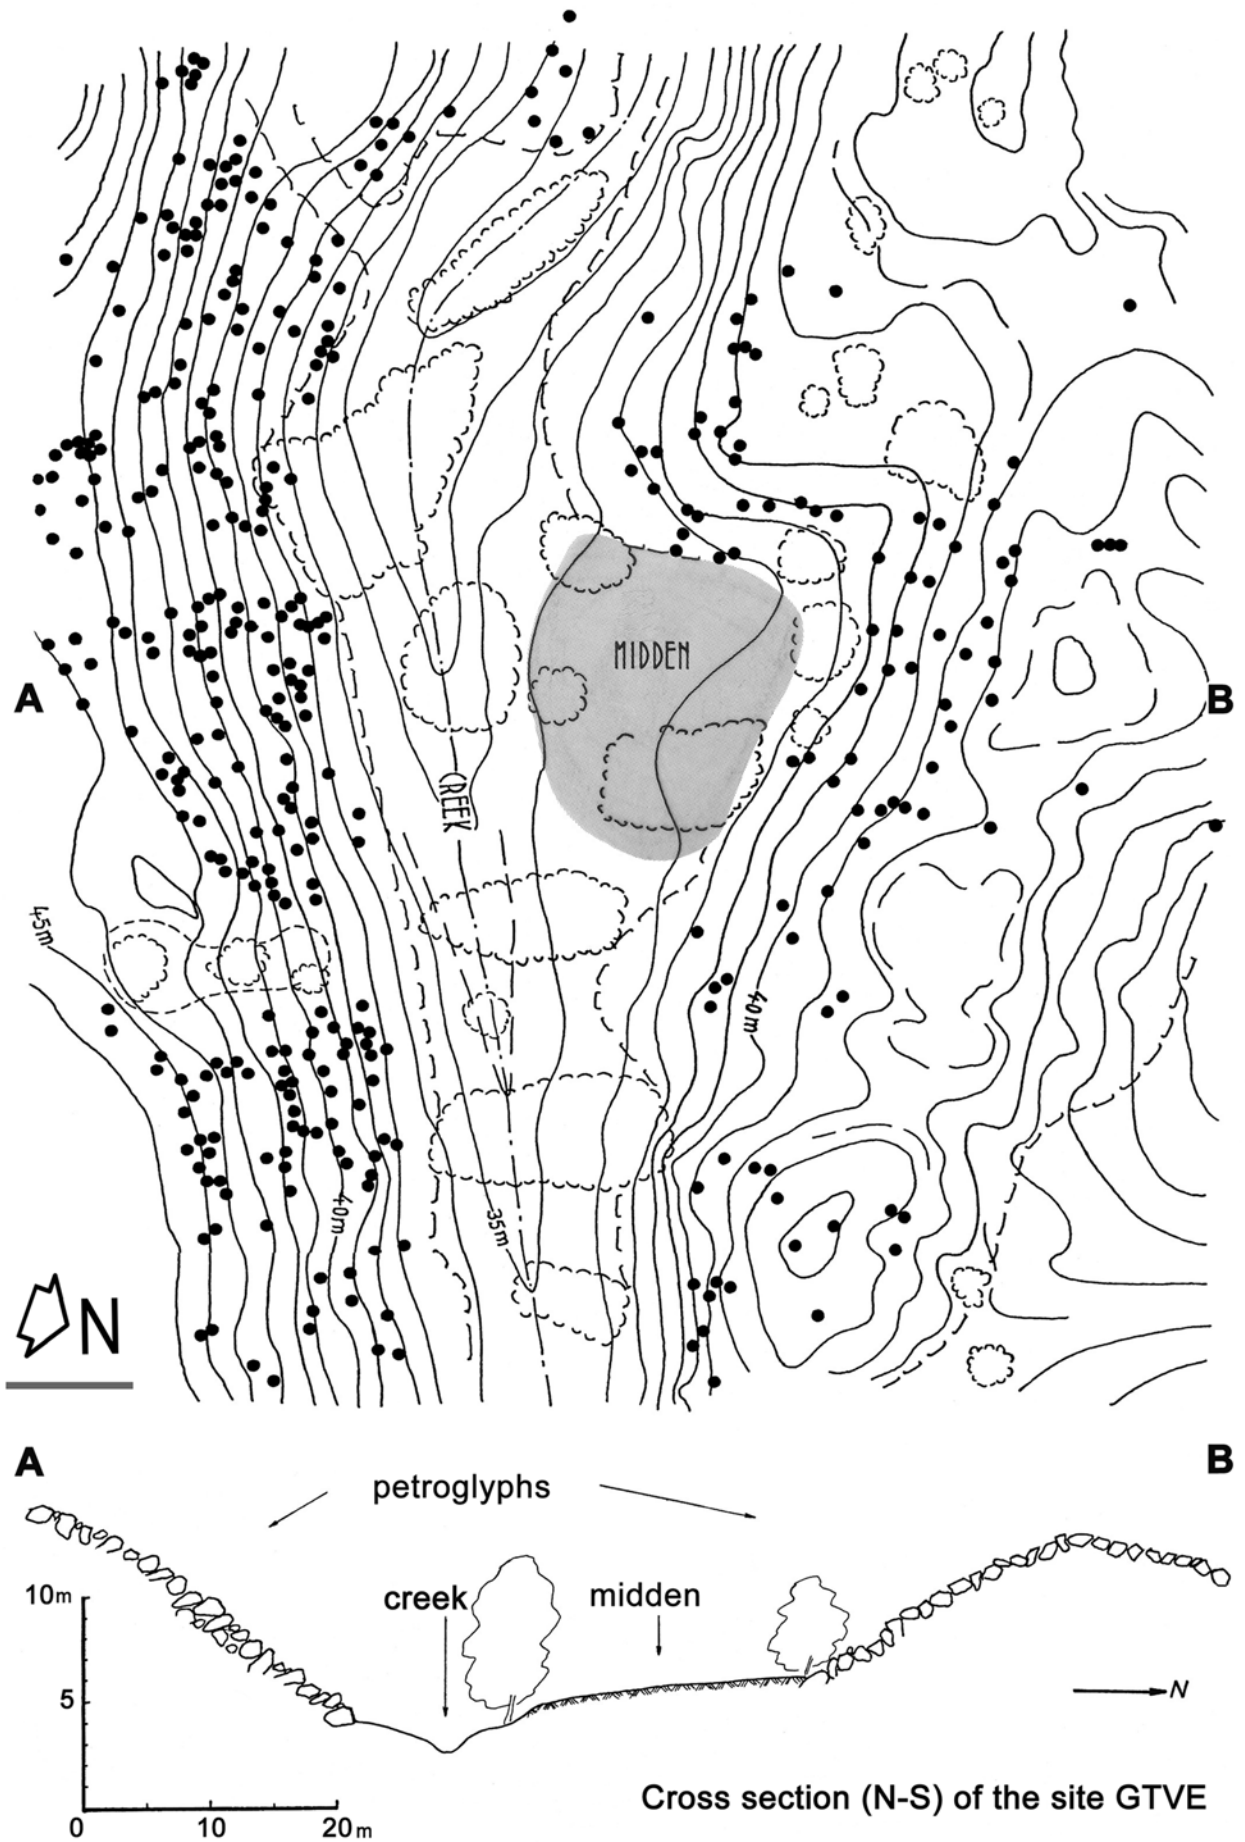 MIDDEN
A
B
CREEK
45m
40m
40m
35m
N
A
B
petroglyphs
10m
creek
midden
5
N
Cross section (N-S) of the site GTVE
0 10 20m